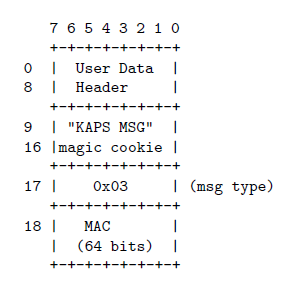 7 6 5 4 3 2 1 0
+-+-+-+-+-+-+-+
0 | User Data |
8 | Header |
+-+-+-+-+-+-+-+
9 | "KAPS MSG" |
16 |magic cookie |
+-+-+-+-+-+-+-+
17 | 0x03 | (msg type)
+-+-+-+-+-+-+-+
18 | MAC |
| (64 bits) |
+-+-+-+-+-+-+-+